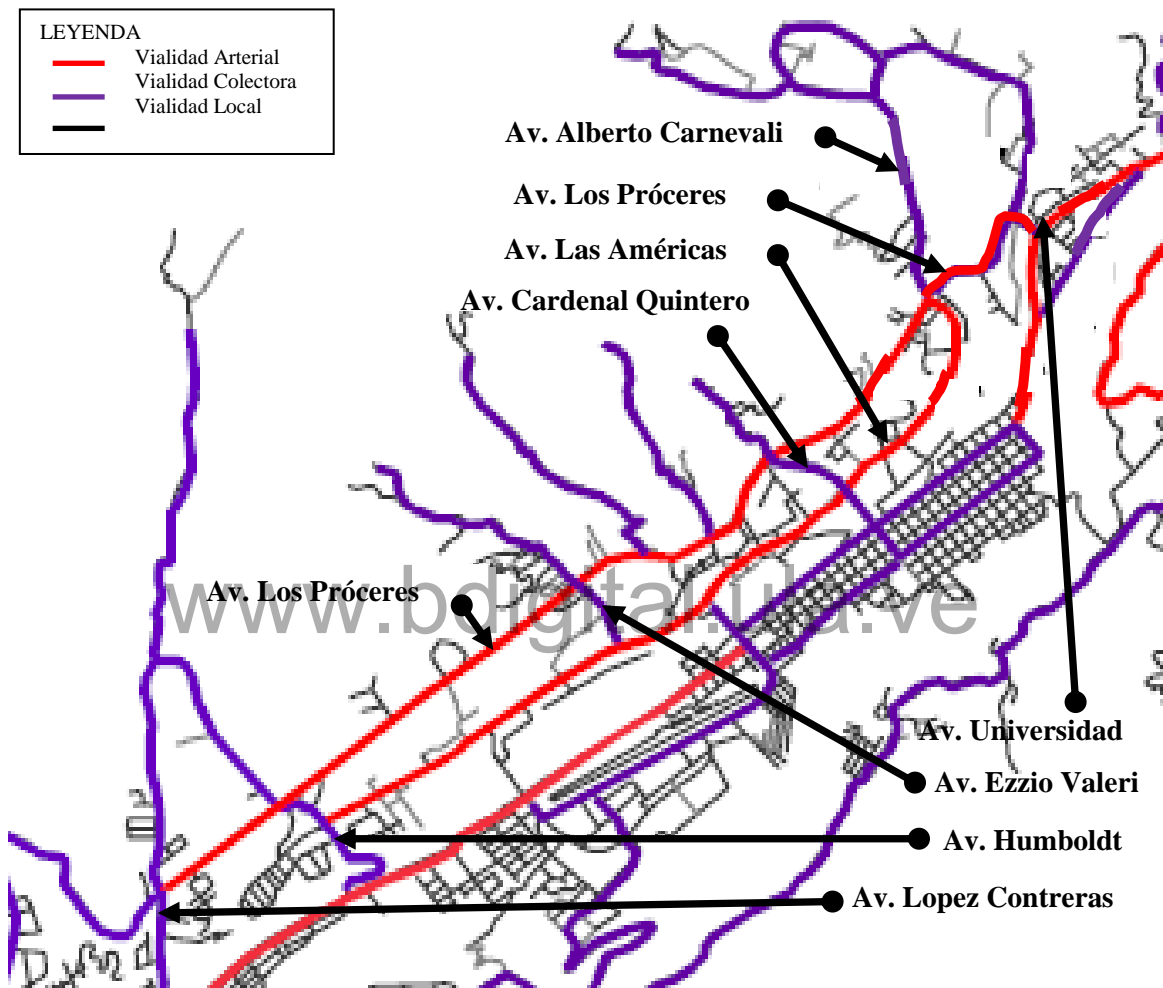 LEYENDA
Vialidad Arterial
Vialidad Colectora
Vialidad Local
Av. Alberto Carnevali
Av. Los Próceres
Av. Las Américas
Av. Cardenal Quintero
Av. Los Próceres
www.bdigital.ula.ve
Av. Universidad
Av. Ezzio Valeri
Av. Humboldt
Av. Lopez Contreras